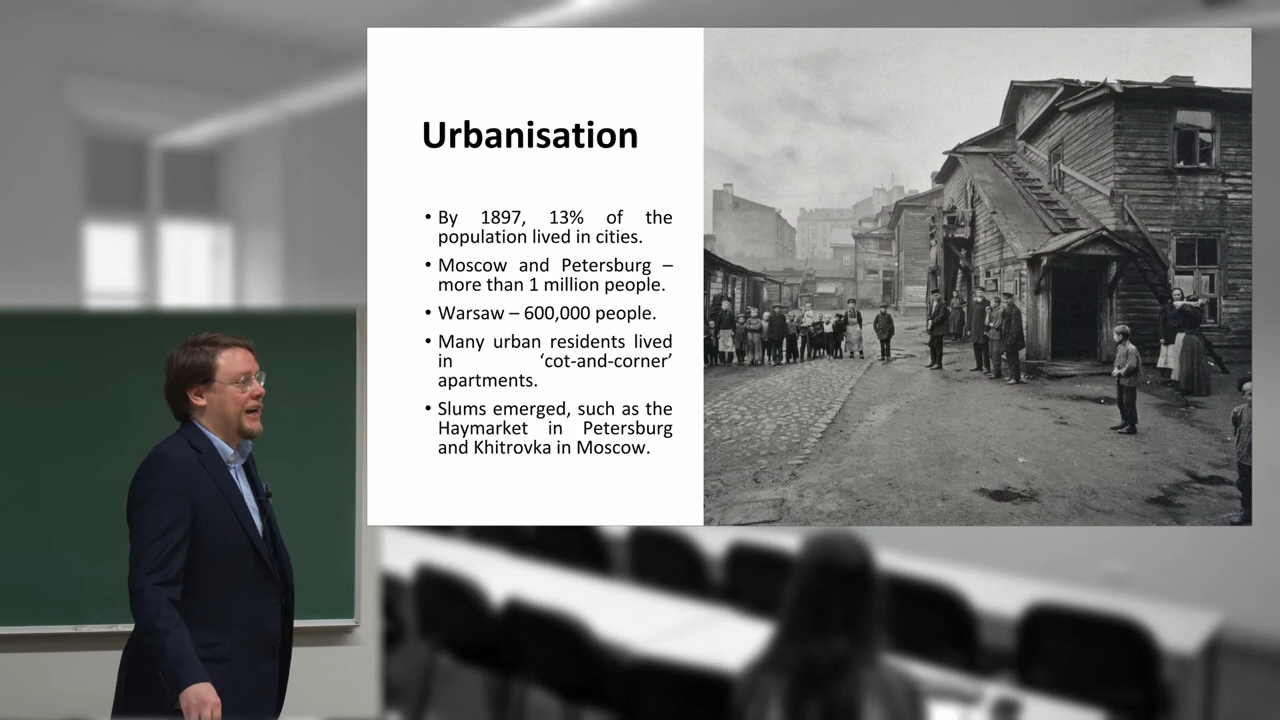 Urbanisation
• By 1897, 13% of the
population lived in cities.
• Moscow and Petersburg –
more than 1 million people.
• Warsaw – 600,000 people.
• Many urban residents lived
in ‘cot-and-corner’
apartments.
• Slums emerged, such as the
Haymarket in Petersburg
and Khitrovka in Moscow.